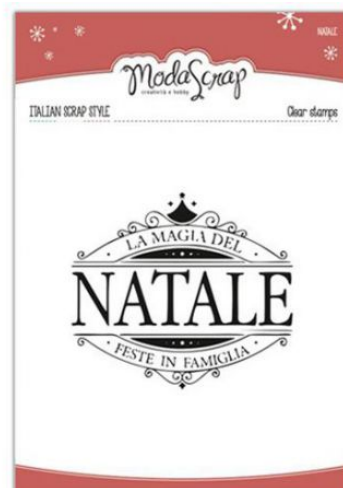 NATALE
ModaScrap
creatività e hobby
ITALIAN SCRAP STYLE
Clear stamps
LA MAGIA DEL
NATALE
· FESTE IN FAMIGLIA ·